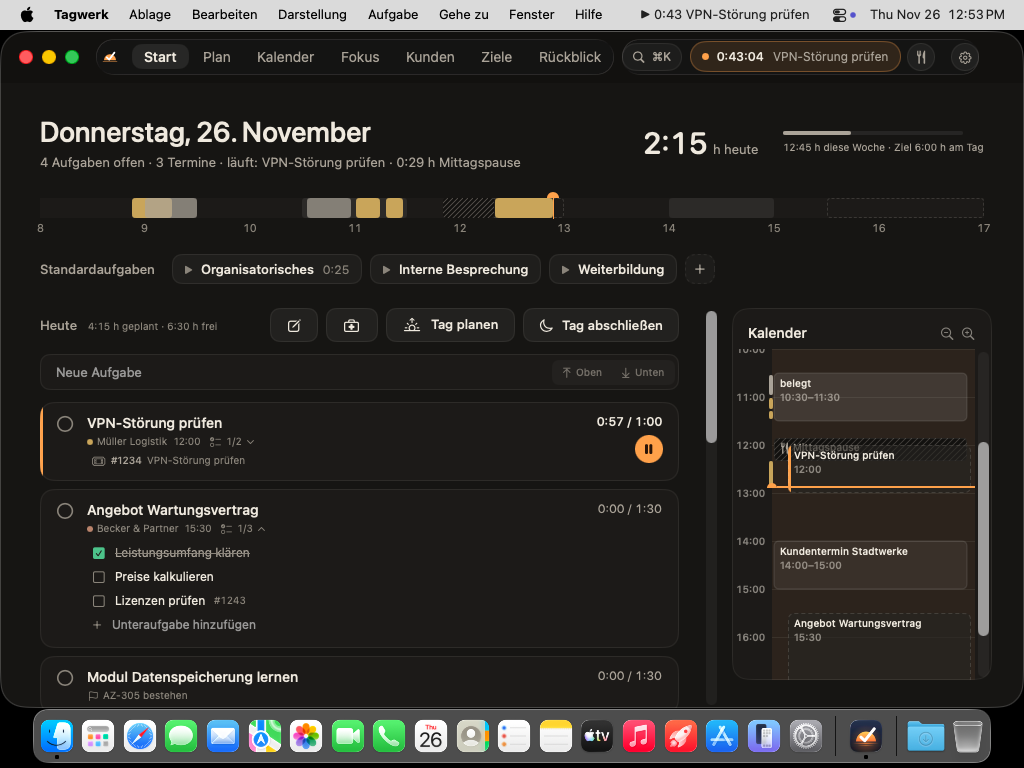 Tagwerk Ablage Bearbeiten Darstellung Aufgabe Gehe zu Fenster Hilfe 0:43 VPN-Störung prüfen Thu Nov 26 12:53 PM
Start Plan Kalender Fokus Kunden Ziele Rückblick ⌘K 0:43:04 VPN-Störung prüfen
Donnerstag, 26. November
4 Aufgaben offen · 3 Termine · läuft: VPN-Störung prüfen · 0:29 h Mittagspause
2:15 h heute
12:45 h diese Woche · Ziel 6:00 h am Tag
8 9 10 11 12 13 14 15 16 17
Standardaufgaben Organisatorisches 0:25 Interne Besprechung Weiterbildung +
Heute 4:15 h geplant · 6:30 h frei Tag planen Tag abschließen
Neue Aufgabe Oben Unten
VPN-Störung prüfen 0:57 / 1:00
Müller Logistik 12:00 1/2
#1234 VPN-Störung prüfen
Angebot Wartungsvertrag 0:00 / 1:30
Becker & Partner 15:30 1/3
Leistungsumfang klären
Preise kalkulieren
Lizenzen prüfen #1243
+ Unteraufgabe hinzufügen
Modul Datenspeicherung lernen 0:00 / 1:30
AZ-305 bestehen
Kalender
10:00
belegt
11:00 10:30–11:30
12:00 Mittagspause
VPN-Störung prüfen
12:00
13:00
14:00
Kundentermin Stadtwerke
14:00–15:00
15:00
Angebot Wartungsvertrag
16:00 15:30
Thu
26
tv